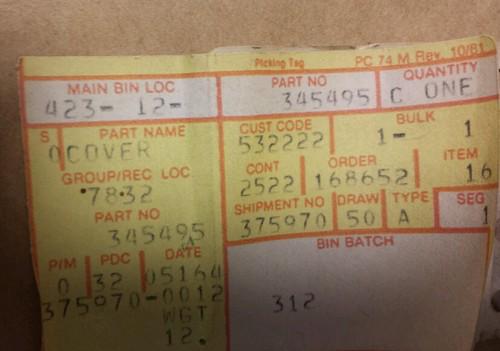 Picking Tag PC 74 M Rev. 10/81
MAIN BIN LOC PART NO QUANTITY
423- 12- 345495 C ONE
S PART NAME CUST CODE BULK
0 COVER 532222 1- 1
GROUP/REC LOC CONT ORDER ITEM
•78•32 2522 168652 16
PART NO SHIPMENT NO DRAW TYPE SEG
345495 375970 50 A 1
P/M PDC DATE BIN BATCH
0 32 05164
375970-0012 312
WGT
12.